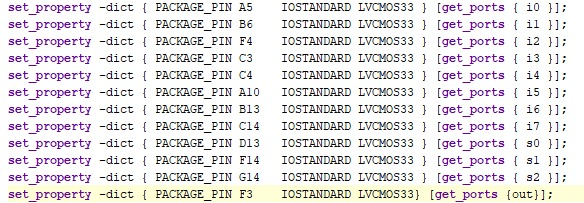 set_property -dict { PACKAGE_PIN A5    IOSTANDARD LVCMOS33 } [get_ports { i0 }];
set_property -dict { PACKAGE_PIN B6    IOSTANDARD LVCMOS33 } [get_ports { i1 }];
set_property -dict { PACKAGE_PIN F4    IOSTANDARD LVCMOS33 } [get_ports { i2 }];
set_property -dict { PACKAGE_PIN C3    IOSTANDARD LVCMOS33 } [get_ports { i3 }];
set_property -dict { PACKAGE_PIN C4    IOSTANDARD LVCMOS33 } [get_ports { i4 }];
set_property -dict { PACKAGE_PIN A10   IOSTANDARD LVCMOS33 } [get_ports { i5 }];
set_property -dict { PACKAGE_PIN B13   IOSTANDARD LVCMOS33 } [get_ports { i6 }];
set_property -dict { PACKAGE_PIN C14   IOSTANDARD LVCMOS33 } [get_ports { i7 }];
set_property -dict { PACKAGE_PIN D13   IOSTANDARD LVCMOS33 } [get_ports { s0 }];
set_property -dict { PACKAGE_PIN F14   IOSTANDARD LVCMOS33 } [get_ports { s1 }];
set_property -dict { PACKAGE_PIN G14   IOSTANDARD LVCMOS33 } [get_ports { s2 }];
set_property -dict { PACKAGE_PIN F3    IOSTANDARD LVCMOS33} [get_ports {out}];